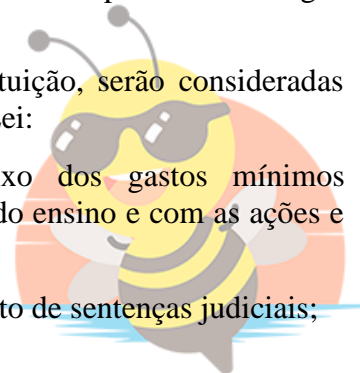 tuição, serão consideradas
ei:
xo dos gastos mínimos
do ensino e com as ações e
to de sentenças judiciais;